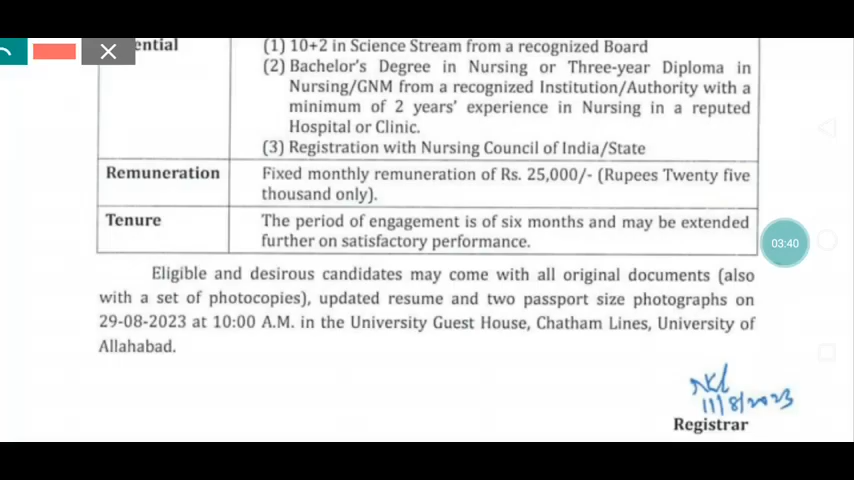 ential
(1) 10+2 in Science Stream from a recognized Board
(2) Bachelor's Degree in Nursing or Three-year Diploma in
Nursing/GNM from a recognized Institution/Authority with a
minimum of 2 years' experience in Nursing in a reputed
Hospital or Clinic.
(3) Registration with Nursing Council of India/State
Remuneration
Fixed monthly remuneration of Rs. 25,000/- (Rupees Twenty five
thousand only).
Tenure
The period of engagement is of six months and may be extended
further on satisfactory performance.
03:40
Eligible and desirous candidates may come with all original documents (also
with a set of photocopies), updated resume and two passport size photographs on
29-08-2023 at 10:00 A.M. in the University Guest House, Chatham Lines, University of
Allahabad.
11/8/2023
Registrar